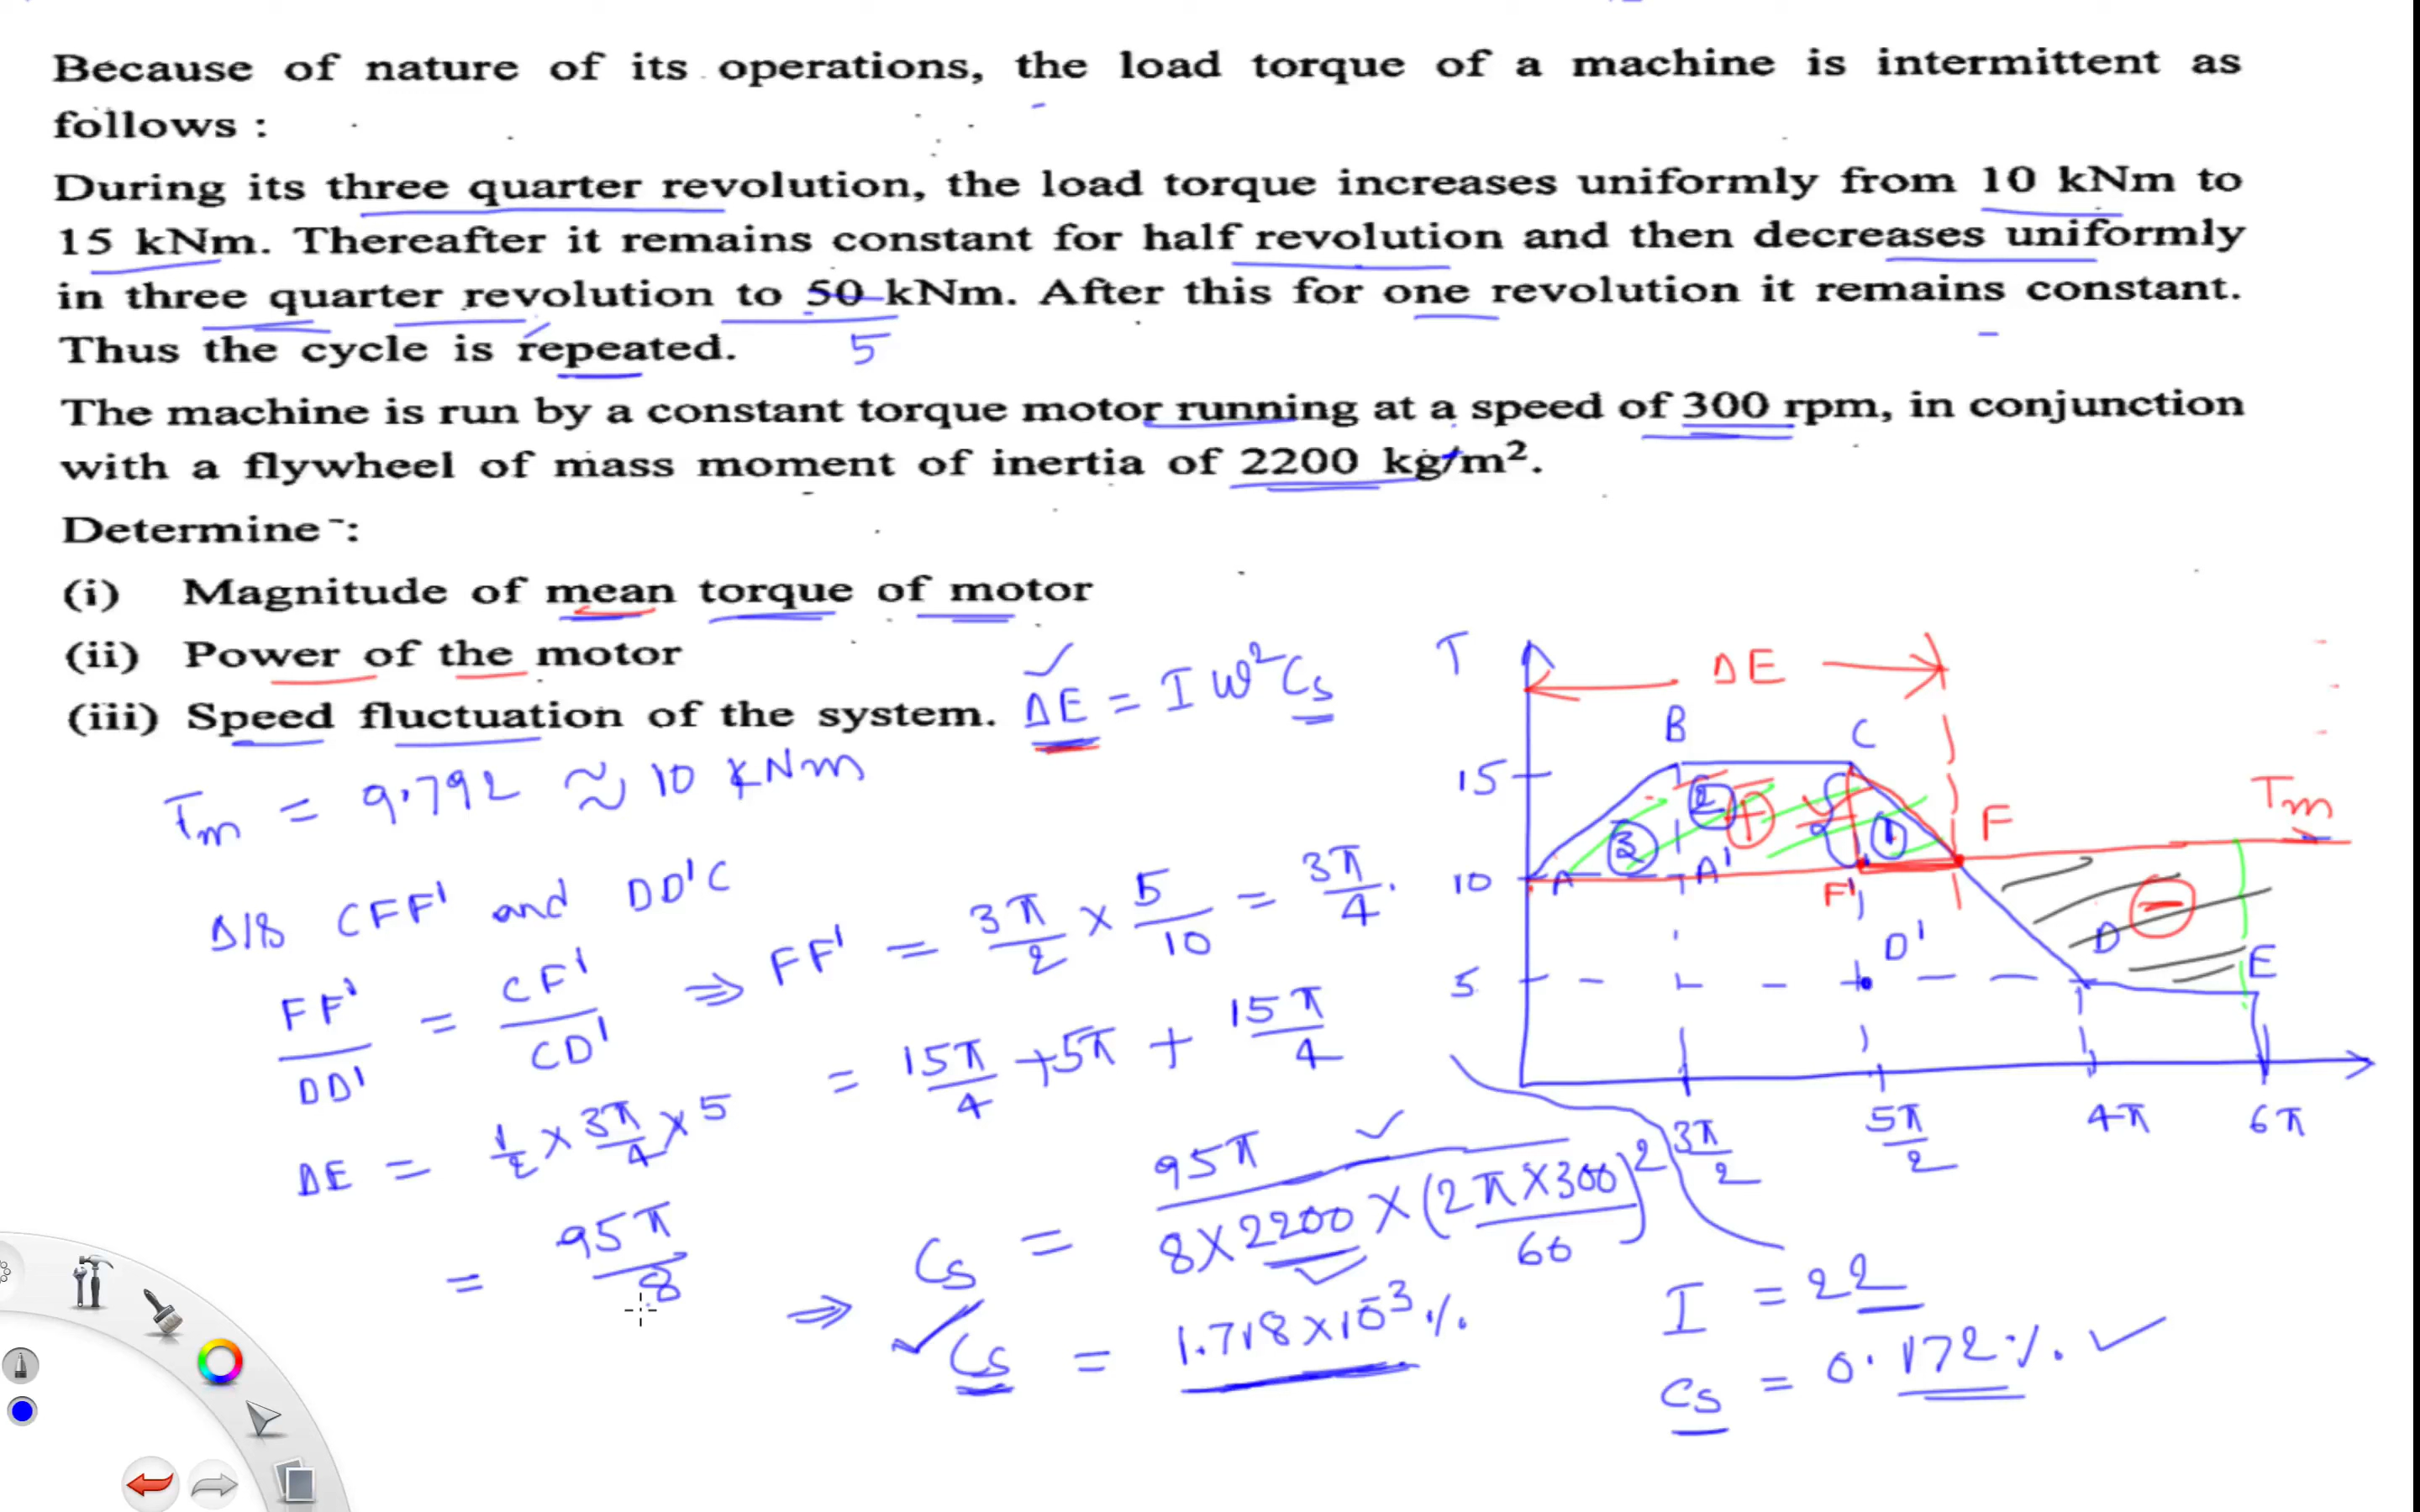 Because of nature of its operations, the load torque of a machine is intermittent as
follows :
During its three quarter revolution, the load torque increases uniformly from 10 kNm to
15 kNm. Thereafter it remains constant for half revolution and then decreases uniformly
in three quarter revolution to 50 kNm. After this for one revolution it remains constant.
5
Thus the cycle is repeated.
The machine is run by a constant torque motor running at a speed of 300 rpm, in conjunction
with a flywheel of mass moment of inertia of 2200 kg/m².
Determine :
(i) Magnitude of mean torque of motor
(ii) Power of the motor
(iii) Speed fluctuation of the system.
ΔE = I ω² Cs
Tm = 9.792 ≈ 10 kNm
Δls CFF' and DD'C
FF'/DD' = CF'/CD' ⇒ FF' = 3π/2 × 5/10 = 3π/4.
ΔE = 1/2 × 3π/4 × 5
= 15π/4 + 5π + 15π/4
= 95π/8
⇒ Cs = 95π / 8 × 2200 × (2π × 300 / 60)²
Cs = 1.718 × 10⁻³ %.
I = 22
Cs = 0.172 %.
T
ΔE
B
C
15
2
+
1
3
F
Tm
10
A
A'
F'
−
D
D'
E
5
3π/2
5π/2
4π
6π